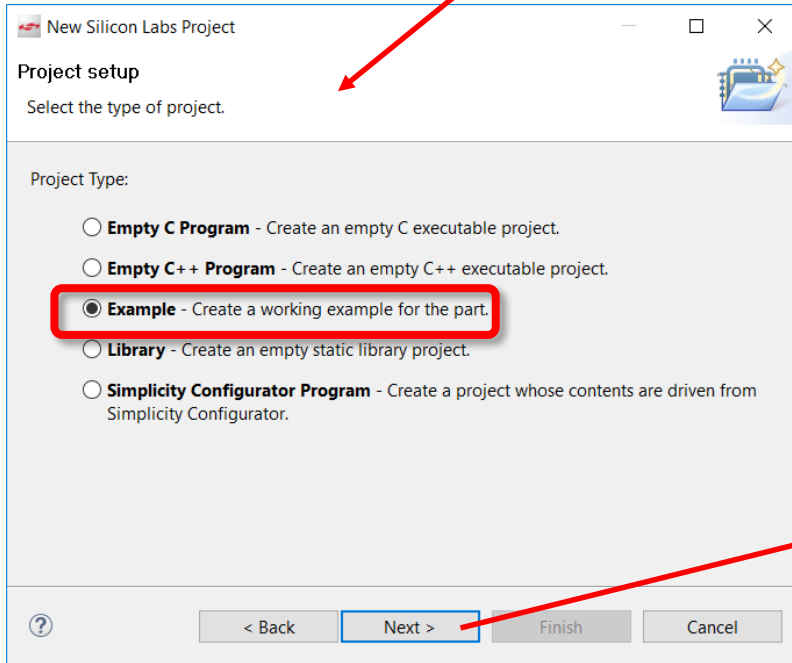 New Silicon Labs Project
Project setup
Select the type of project.
Project Type:
Empty C Program - Create an empty C executable project.
Empty C++ Program - Create an empty C++ executable project.
Example - Create a working example for the part.
Library - Create an empty static library project.
Simplicity Configurator Program - Create a project whose contents are driven from
Simplicity Configurator.
? < Back Next > Finish Cancel